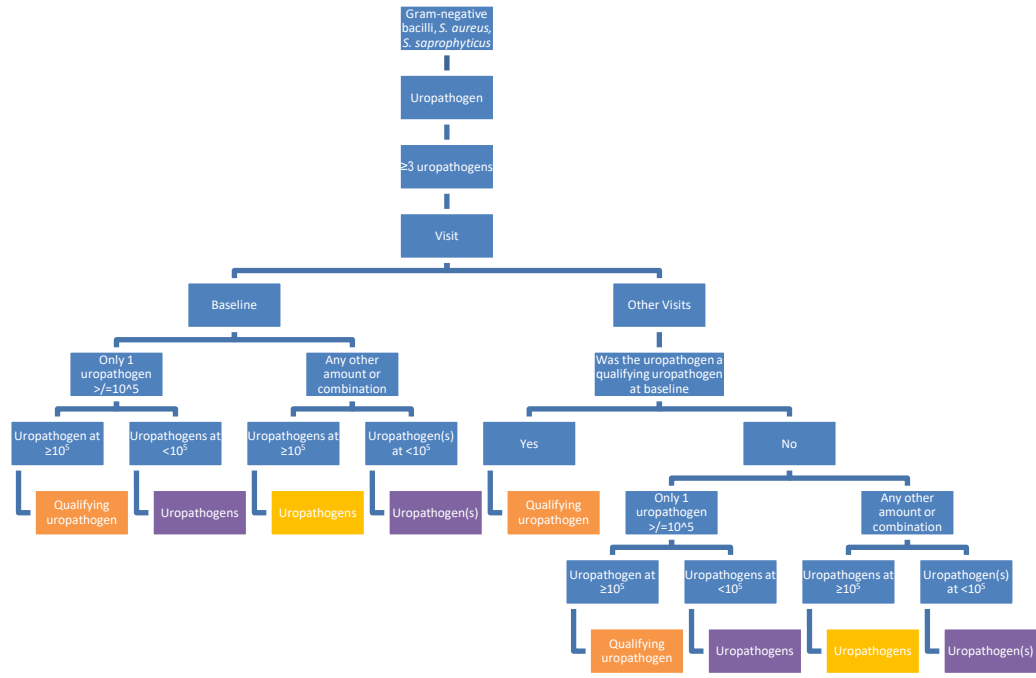 Gram-negative
bacilli, S. aureus,
S. saprophyticus
Uropathogen
≥3 uropathogens
Visit
Baseline
Other Visits
Only 1
uropathogen
>/=10^5
Any other
amount or
combination
Was the uropathogen a
qualifying uropathogen
at baseline
Uropathogen at
≥10⁵
Uropathogens at
<10⁵
Uropathogens at
≥10⁵
Uropathogen(s)
at <10⁵
Yes
No
Qualifying
uropathogen
Uropathogens
Uropathogens
Uropathogen(s)
Qualifying
uropathogen
Only 1
uropathogen
>/=10^5
Any other
amount or
combination
Uropathogen at
≥10⁵
Uropathogens at
<10⁵
Uropathogens at
≥10⁵
Uropathogen(s)
at <10⁵
Qualifying
uropathogen
Uropathogens
Uropathogens
Uropathogen(s)